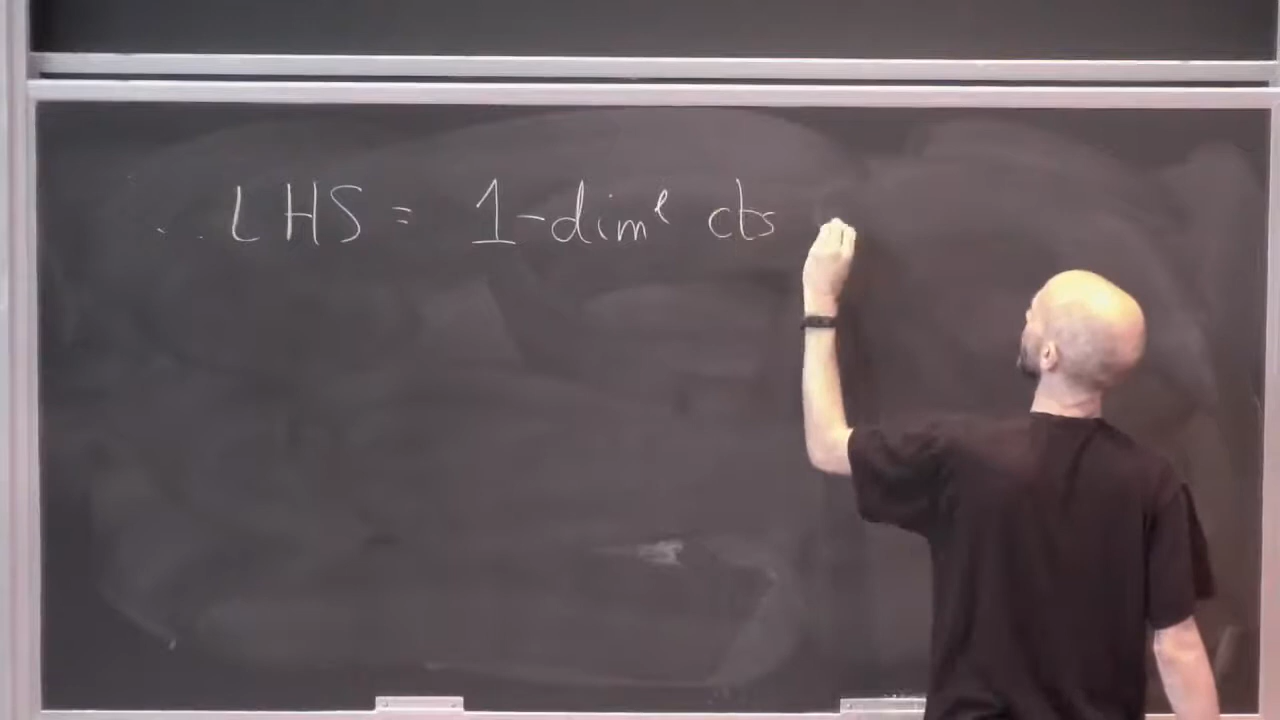 ∴ LHS = 1-dimˡ cts